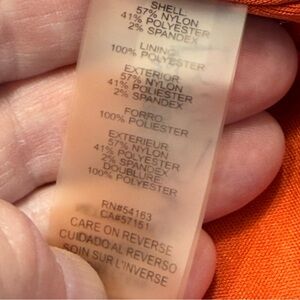 SHELL:
57% NYLON
41% POLYESTER
2% SPANDEX
LINING:
100% POLYESTER
EXTERIOR:
57% NYLON
41% POLIESTER
2% SPANDEX
FORRO:
100% POLIESTER
EXTERIEUR:
57% NYLON
41% POLYESTER
2% SPANDEX
DOUBLURE:
100% POLYESTER
RN#54163
CA#57151
CARE ON REVERSE
CUIDADO AL REVERSO
SOIN SUR L'INVERSE